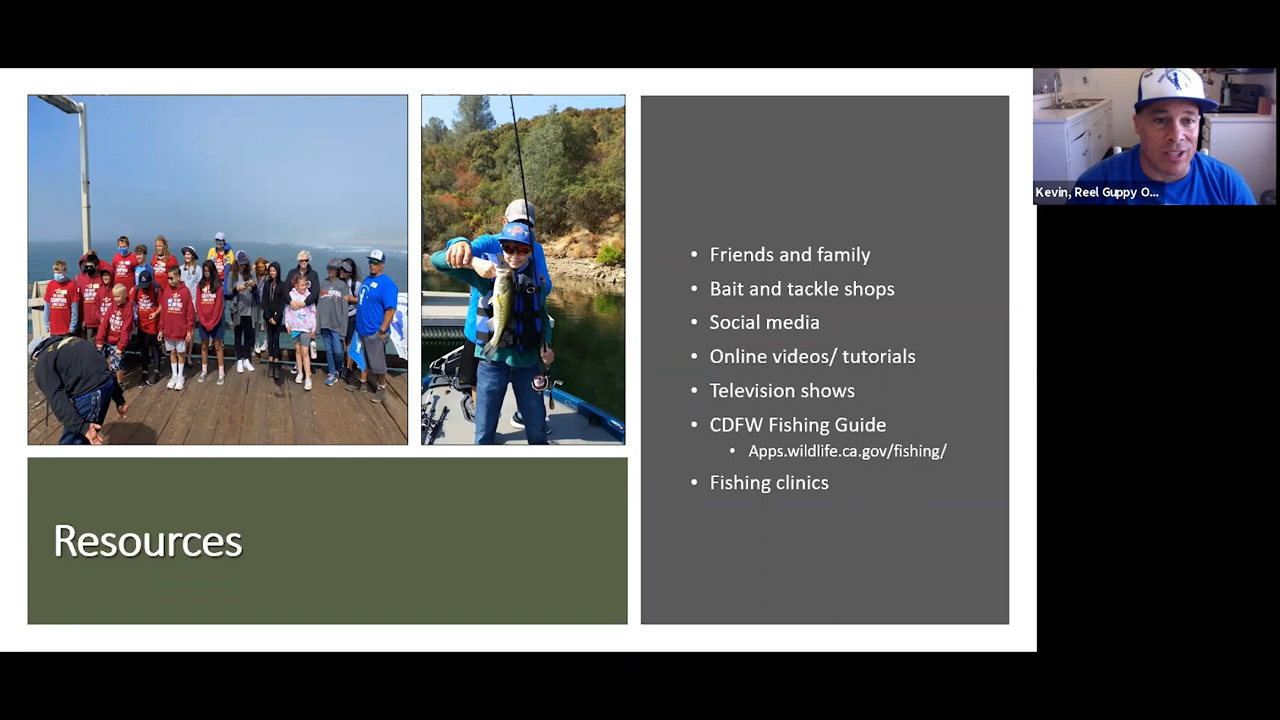 Kevin, Reel Guppy O...
• Friends and family
• Bait and tackle shops
• Social media
• Online videos/ tutorials
• Television shows
• CDFW Fishing Guide
• Apps.wildlife.ca.gov/fishing/
• Fishing clinics
Resources